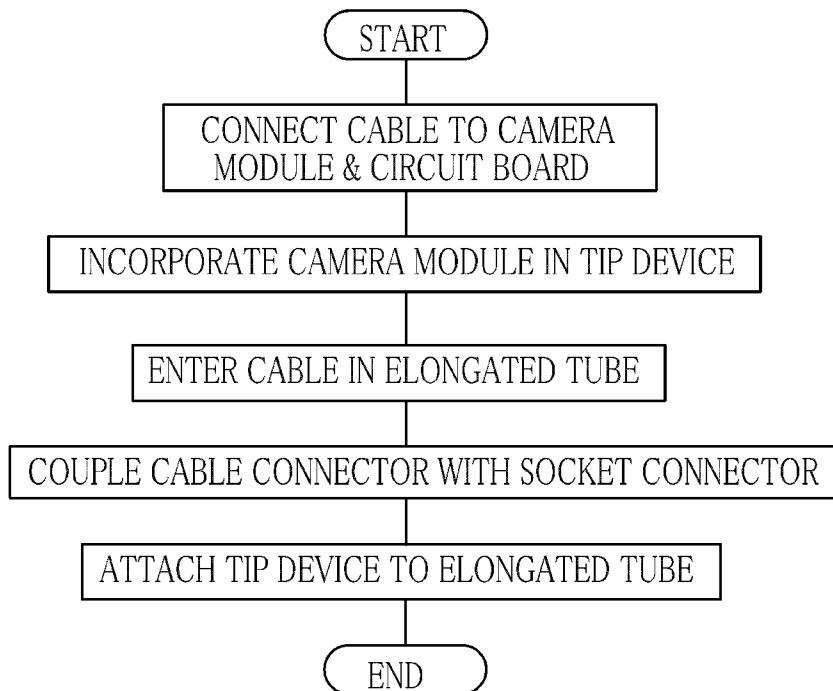 START
CONNECT CABLE TO CAMERA
MODULE & CIRCUIT BOARD
INCORPORATE CAMERA MODULE IN TIP DEVICE
ENTER CABLE IN ELONGATED TUBE
COUPLE CABLE CONNECTOR WITH SOCKET CONNECTOR
ATTACH TIP DEVICE TO ELONGATED TUBE
END